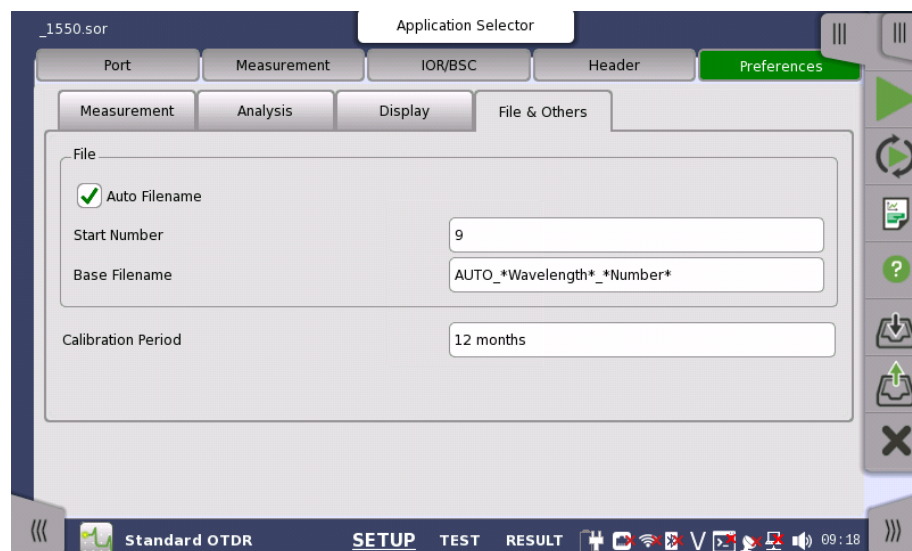 _1550.sor
Application Selector
Port Measurement IOR/BSC Header Preferences
Measurement Analysis Display File & Others
File
Auto Filename
Start Number 9
Base Filename AUTO_*Wavelength*_*Number*
Calibration Period 12 months
?
Standard OTDR SETUP TEST RESULT V 09:18